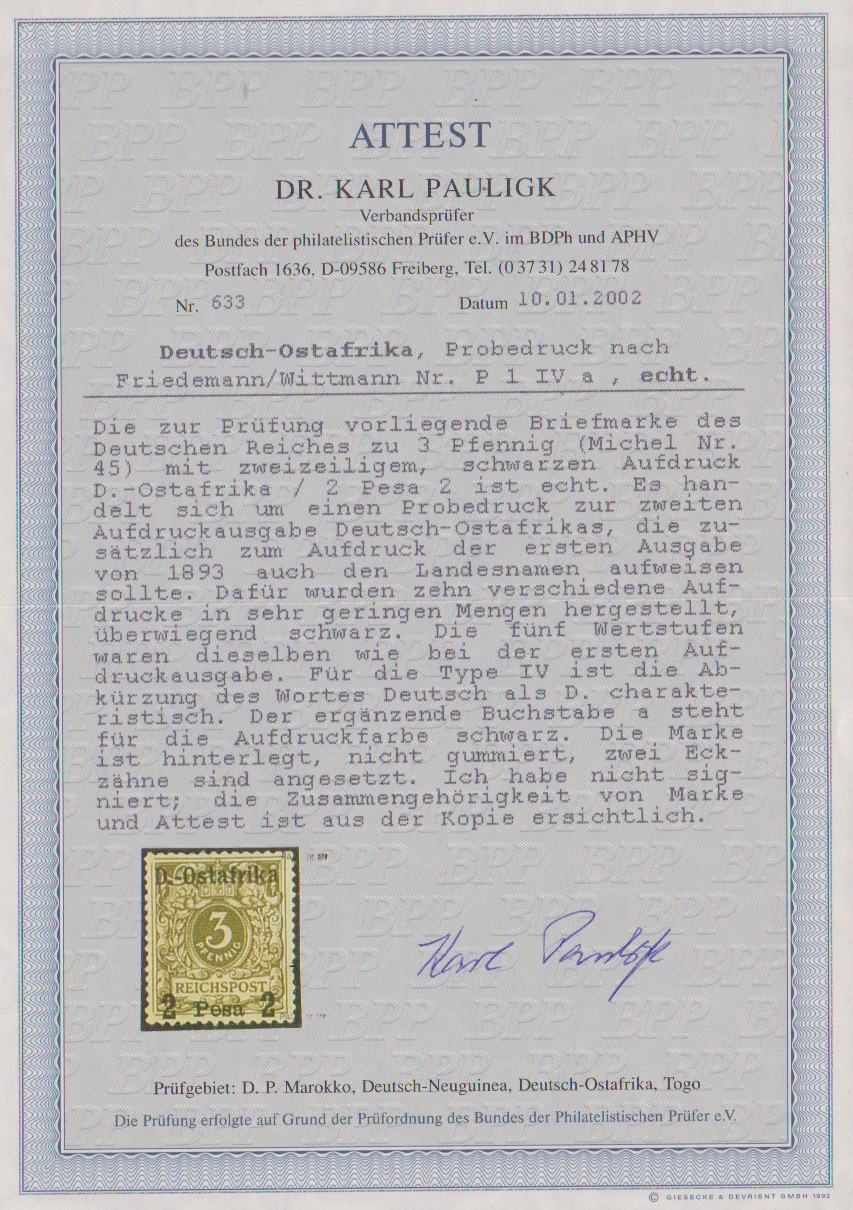 ATTEST
DR. KARL PAULIGK
Verbandsprüfer
des Bundes der philatelistischen Prüfer e.V. im BDPh und APHV
Postfach 1636, D-09586 Freiberg, Tel. (0 37 31) 24 81 78
Nr. 633 Datum 10.01.2002
Deutsch-Ostafrika, Probedruck nach
Friedemann/Wittmann Nr. P 1 IV a , echt.
Die zur Prüfung vorliegende Briefmarke des
Deutschen Reiches zu 3 Pfennig (Michel Nr.
45) mit zweizeiligem, schwarzen Aufdruck
D.-Ostafrika / 2 Pesa 2 ist echt. Es han-
delt sich um einen Probedruck zur zweiten
Aufdruckausgabe Deutsch-Ostafrikas, die zu-
sätzlich zum Aufdruck der ersten Ausgabe
von 1893 auch den Landesnamen aufweisen
sollte. Dafür wurden zehn verschiedene Auf-
drucke in sehr geringen Mengen hergestellt,
überwiegend schwarz. Die fünf Wertstufen
waren dieselben wie bei der ersten Auf-
druckausgabe. Für die Type IV ist die Ab-
kürzung des Wortes Deutsch als D. charakte-
ristisch. Der ergänzende Buchstabe a steht
für die Aufdruckfarbe schwarz. Die Marke
ist hinterlegt, nicht gummiert, zwei Eck-
zähne sind angesetzt. Ich habe nicht sig-
niert; die Zusammengehörigkeit von Marke
und Attest ist aus der Kopie ersichtlich.
D.-Ostafrika
3
PFENNIG
REICHSPOST
2 Pesa 2
Karl Pauligk
Prüfgebiet: D. P. Marokko, Deutsch-Neuguinea, Deutsch-Ostafrika, Togo
Die Prüfung erfolgte auf Grund der Prüfordnung des Bundes der Philatelistischen Prüfer e.V.
© GIESECKE & DEVRIENT GMBH 1992